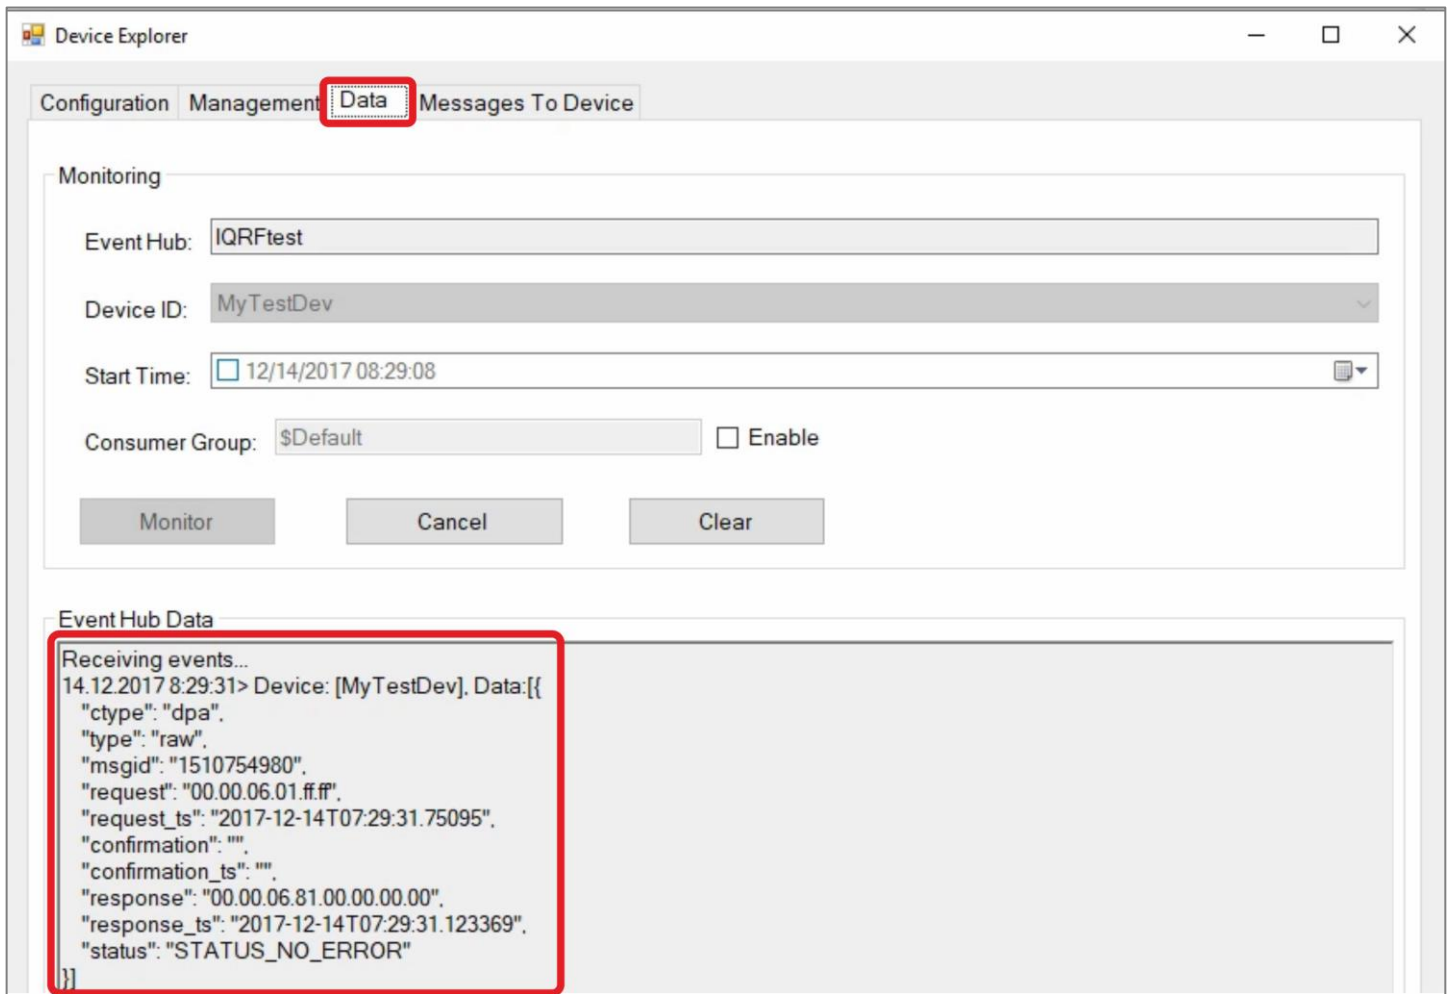 Device Explorer
Configuration Management Data Messages To Device
Monitoring
Event Hub: IQRFtest
Device ID: MyTestDev
Start Time: 12/14/2017 08:29:08
Consumer Group: $Default Enable
Monitor Cancel Clear
Event Hub Data
Receiving events...
14.12.2017 8:29:31> Device: [MyTestDev], Data:[{
"ctype": "dpa",
"type": "raw",
"msgid": "1510754980",
"request": "00.00.06.01.ff.ff",
"request_ts": "2017-12-14T07:29:31.75095",
"confirmation": "",
"confirmation_ts": "",
"response": "00.00.06.81.00.00.00.00",
"response_ts": "2017-12-14T07:29:31.123369",
"status": "STATUS_NO_ERROR"
}]